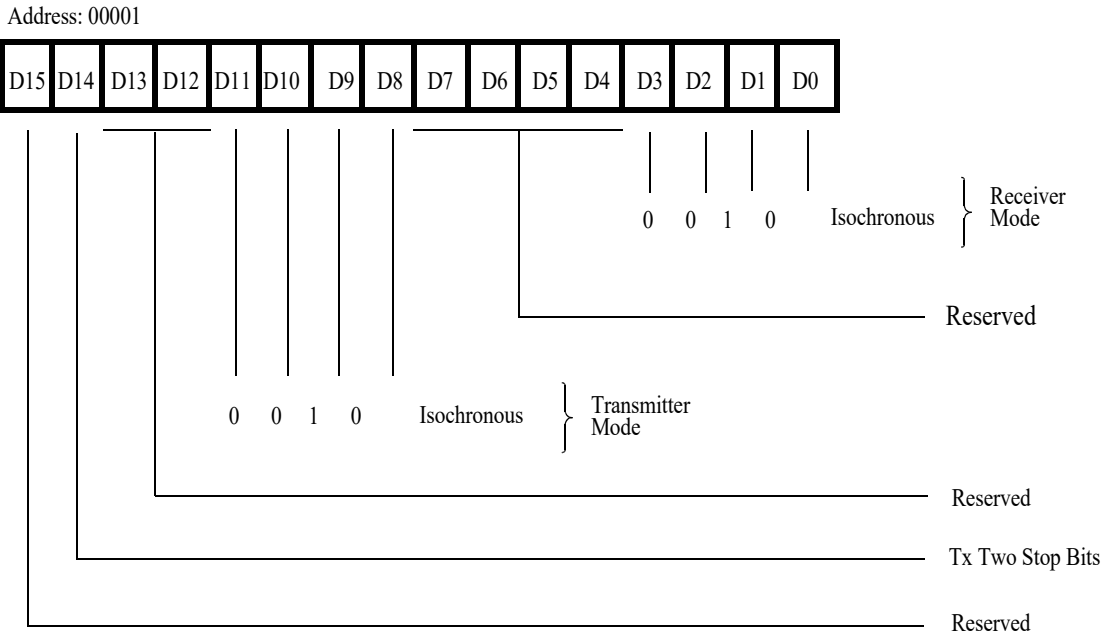 Address: 00001
D15 D14 D13 D12 D11 D10 D9 D8 D7 D6 D5 D4 D3 D2 D1 D0
0 0 1 0 Isochronous
Receiver
Mode
Reserved
0 0 1 0 Isochronous
Transmitter
Mode
Reserved
Tx Two Stop Bits
Reserved